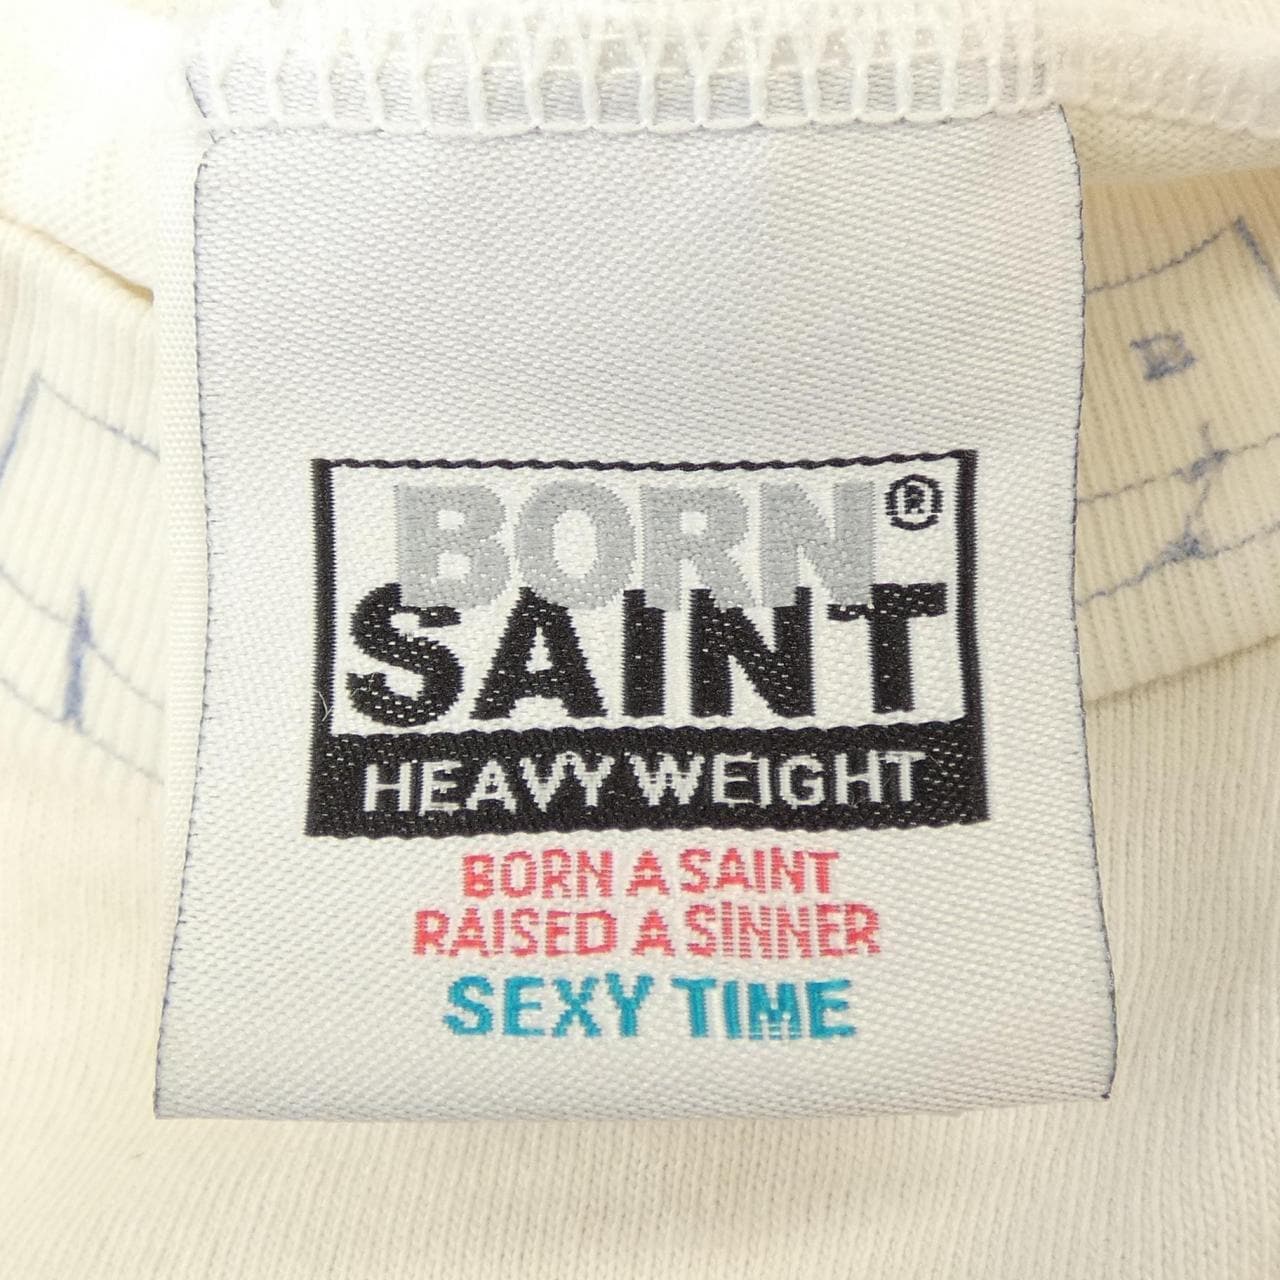 BORN ®
SAINT
HEAVY WEIGHT
BORN A SAINT
RAISED A SINNER
SEXY TIME
B